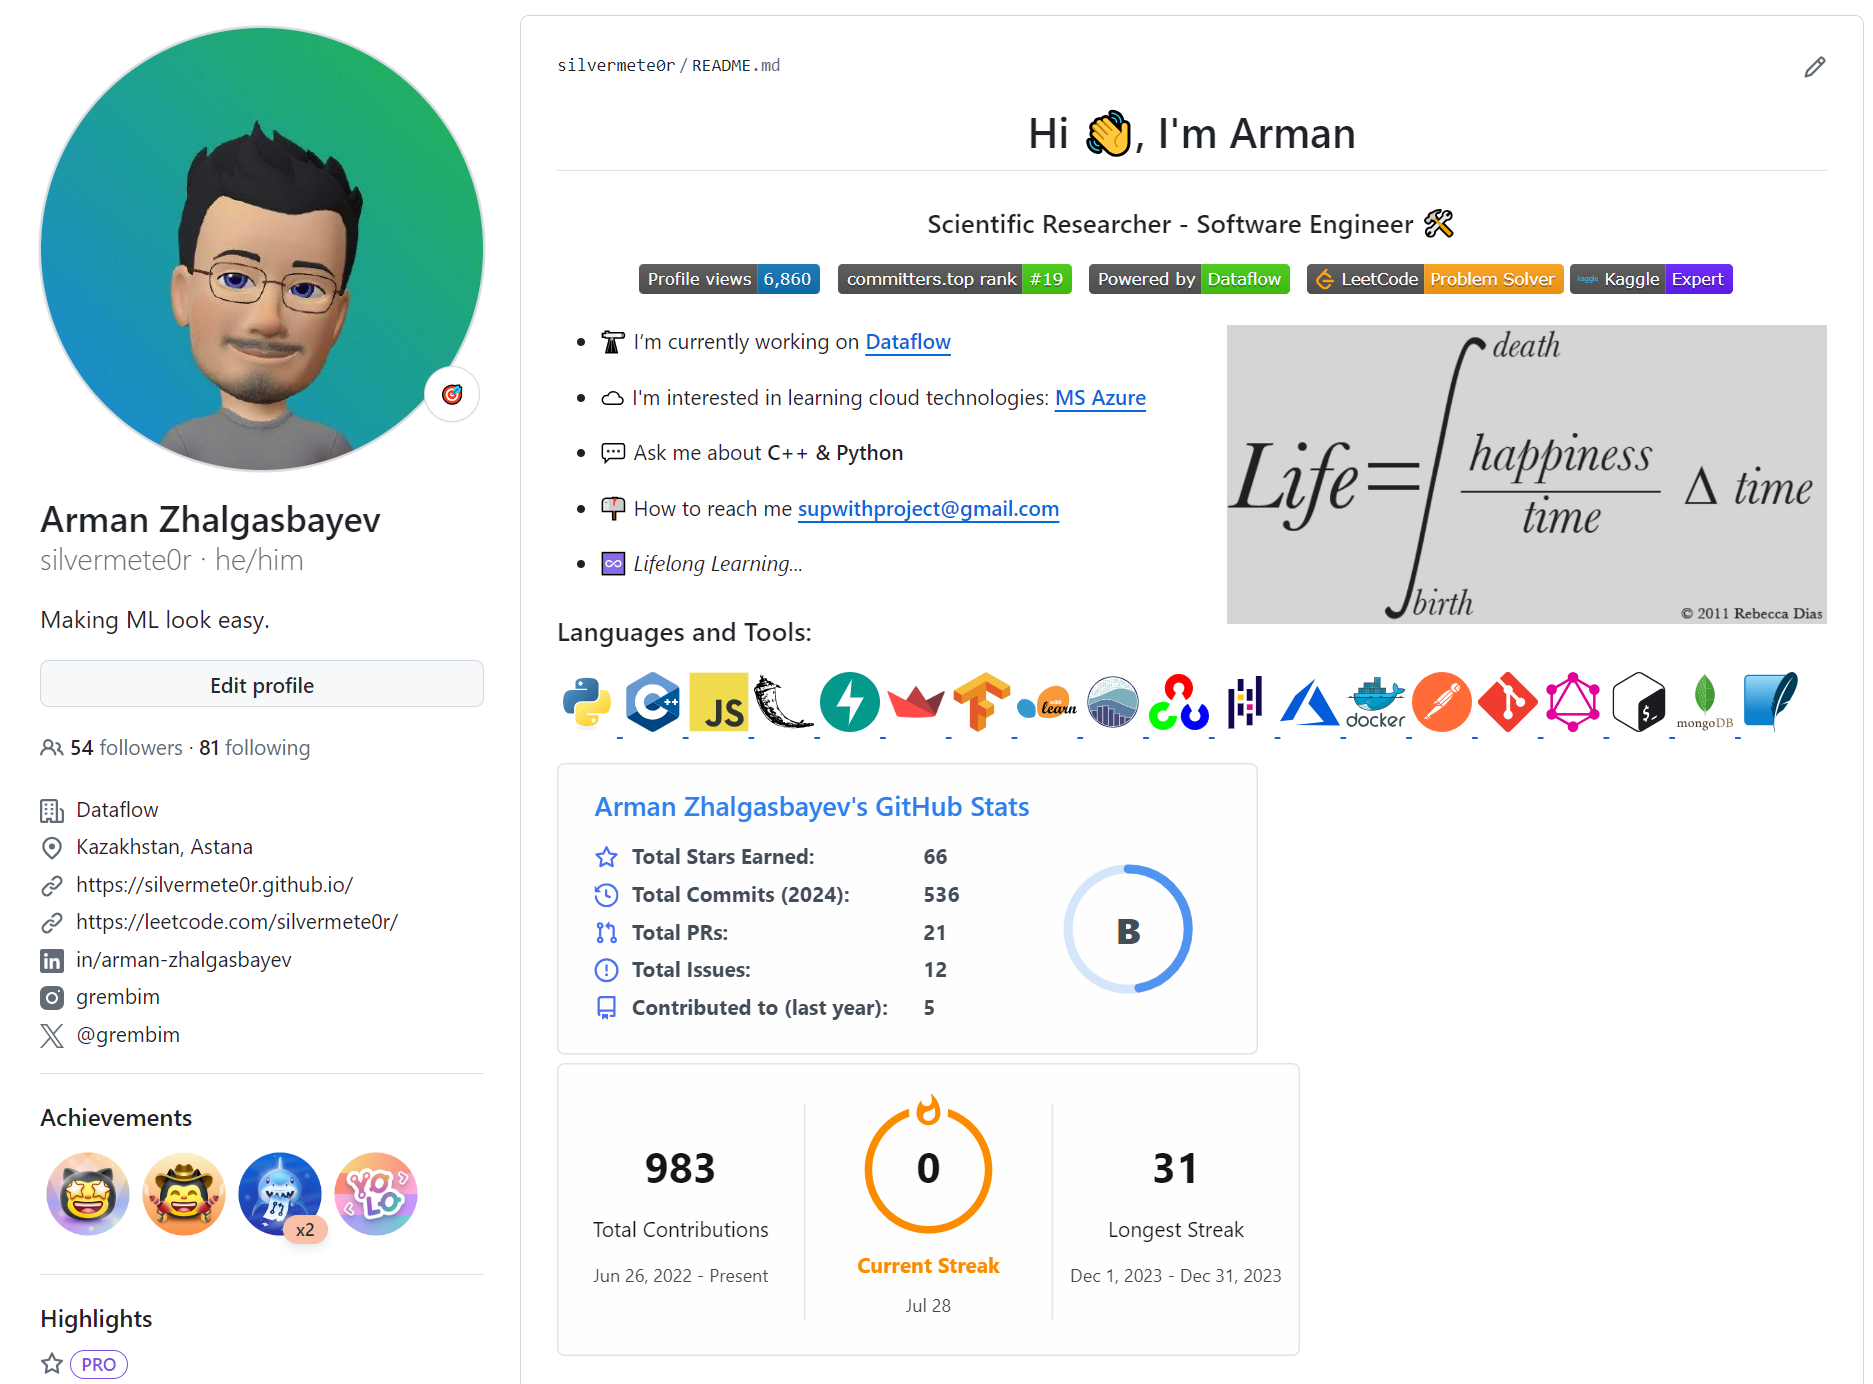 Arman Zhalgasbayev
silvermete0r · he/him
Making ML look easy.
Edit profile
54 followers · 81 following
Dataflow
Kazakhstan, Astana
https://silvermete0r.github.io/
https://leetcode.com/silvermete0r/
in/arman-zhalgasbayev
grembim
@grembim
Achievements
x2
YOLO
Highlights
PRO
silvermete0r/README.md
Hi 👋, I'm Arman
Scientific Researcher - Software Engineer 🛠
Profile views 6,860 committers.top rank #19 Powered by Dataflow LeetCode Problem Solver kaggle Kaggle Expert
I’m currently working on Dataflow
I'm interested in learning cloud technologies: MS Azure
Ask me about C++ & Python
How to reach me supwithproject@gmail.com
Lifelong Learning...
death
Life = ∫ happiness / time Δ time
birth
© 2011 Rebecca Dias
Languages and Tools:
C++ JS learn docker mongoDB
Arman Zhalgasbayev's GitHub Stats
Total Stars Earned: 66
Total Commits (2024): 536
Total PRs: 21
Total Issues: 12
Contributed to (last year): 5
B
983
Total Contributions
Jun 26, 2022 - Present
0
Current Streak
Jul 28
31
Longest Streak
Dec 1, 2023 - Dec 31, 2023